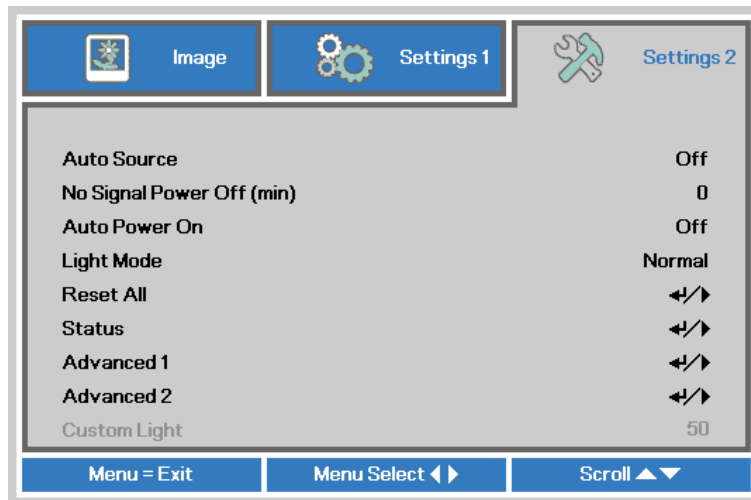 Image Settings 1 Settings 2
Auto Source Off
No Signal Power Off (min) 0
Auto Power On Off
Light Mode Normal
Reset All
Status
Advanced 1
Advanced 2
Custom Light 50
Menu = Exit Menu Select Scroll